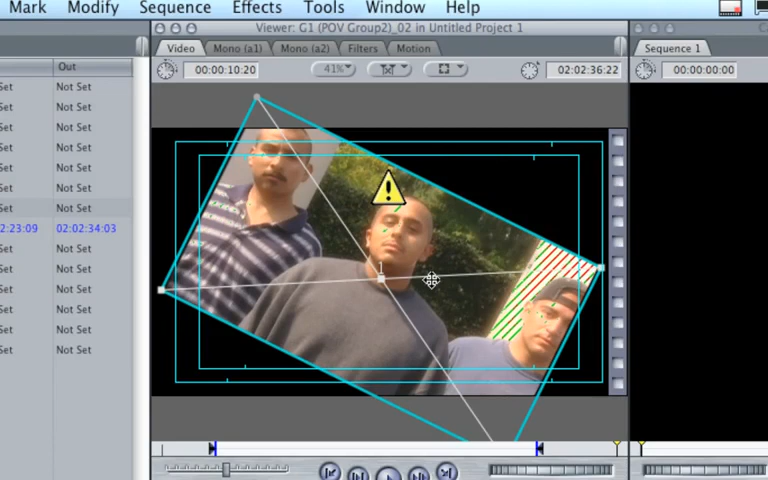 Mark Modify Sequence Effects Tools Window Help
Viewer: G1 (POV Group2)_02 in Untitled Project 1
Video Mono (a1) Mono (a2) Filters Motion Sequence 1
00:00:10:20 41% 02:02:36:22 00:00:00:00
Out
Set Not Set
Set Not Set
Set Not Set
Set Not Set
Set Not Set
Set Not Set
Set Not Set
2:23:09 02:02:34:03
Set Not Set
Set Not Set
Set Not Set
Set Not Set
Set Not Set
Set Not Set
1